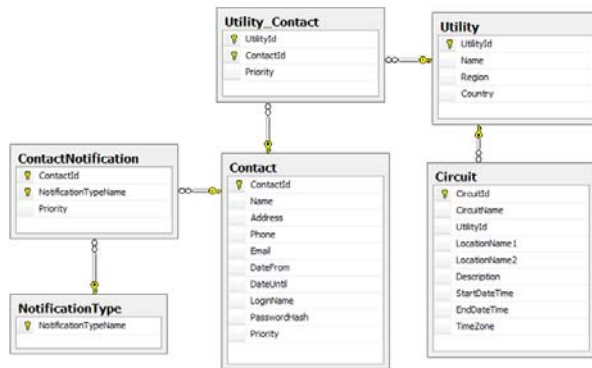 Utility_Contact
UtilityId
ContactId
Priority
Utility
UtilityId
Name
Region
Country
ContactNotification
ContactId
NotificationTypeName
Priority
Contact
ContactId
Name
Address
Phone
Email
DateFrom
DateUntil
LoginName
PasswordHash
Priority
Circuit
CircuitId
CircuitName
UtilityId
LocationName1
LocationName2
Description
StartDateTime
EndDateTime
TimeZone
NotificationType
NotificationTypeName